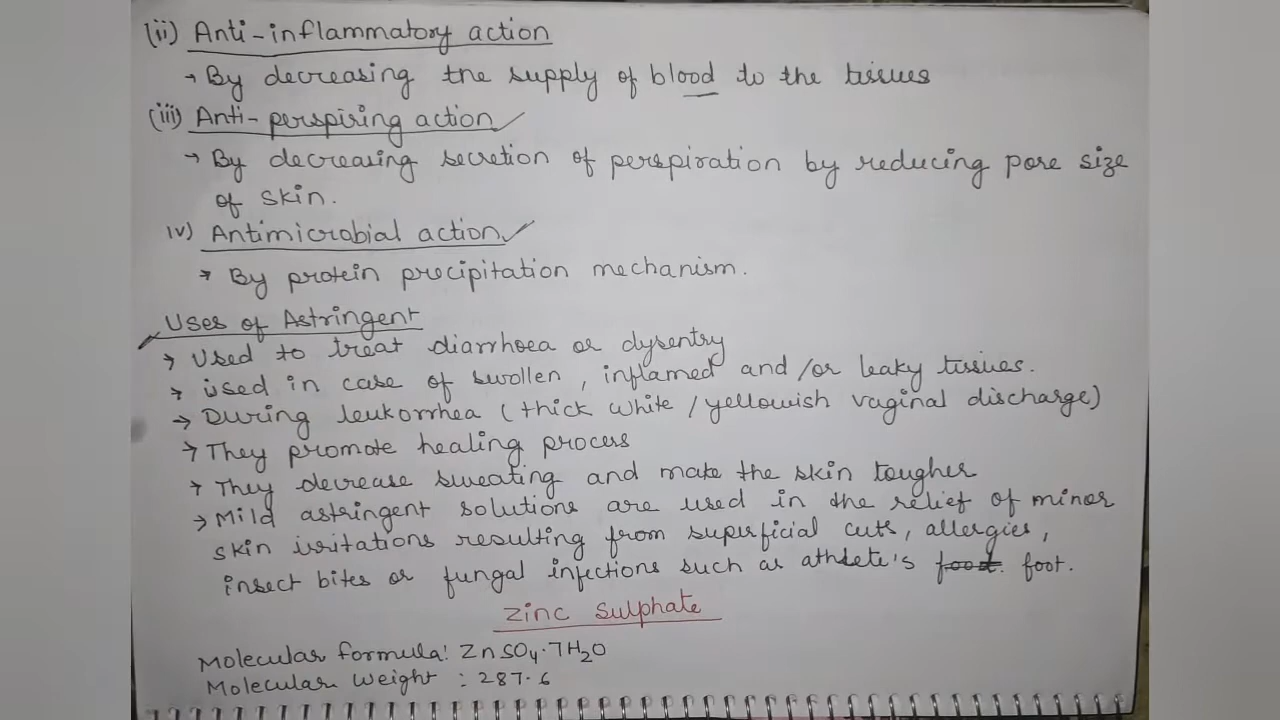 (ii) Anti-inflammatory action
→ By decreasing the supply of blood to the tissues
(iii) Anti-perspiring action
→ By decreasing secretion of perspiration by reducing pore size
of skin.
iv) Antimicrobial action
→ By protein precipitation mechanism.
Uses of Astringent
→ Used to treat diarrhoea or dysentry
→ Used in case of swollen, inflamed and/or leaky tissues.
→ During leukorrhea (thick white/yellowish vaginal discharge)
→ They promote healing process
→ They decrease sweating and make the skin tougher
→ Mild astringent solutions are used in the relief of minor
skin irritations resulting from superficial cuts, allergies,
insect bites or fungal infections such as athlete's foot. foot.
Zinc Sulphate
Molecular formula: ZnSO₄·7H₂O
Molecular weight : 287.6